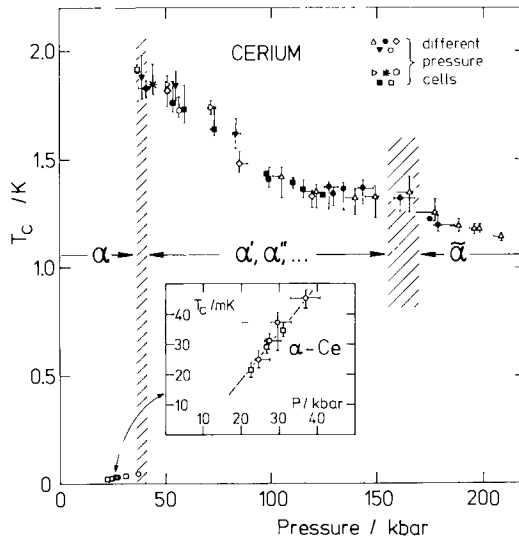 2.0
1.5
1.0
0.5
0
T_c /K
CERIUM
different
pressure
cells
α
α', α'', ...
α̃
T_c/mK
40
30
20
10
α-Ce
P/kbar
10 20 30 40
0 50 100 150 200
Pressure / kbar